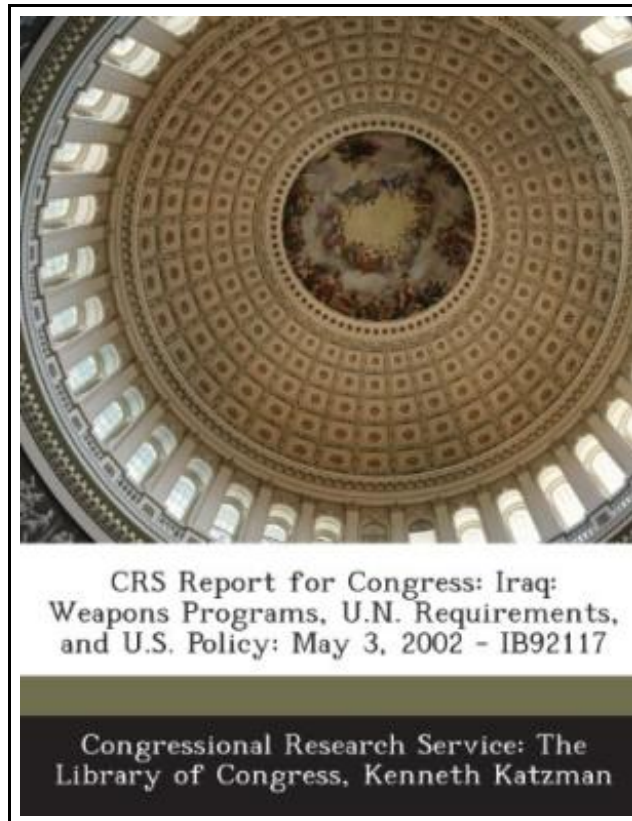 CRS Report for Congress: Iraq:
Weapons Programs, U.N. Requirements,
and U.S. Policy: May 3, 2002 - IB92117
Congressional Research Service: The
Library of Congress, Kenneth Katzman